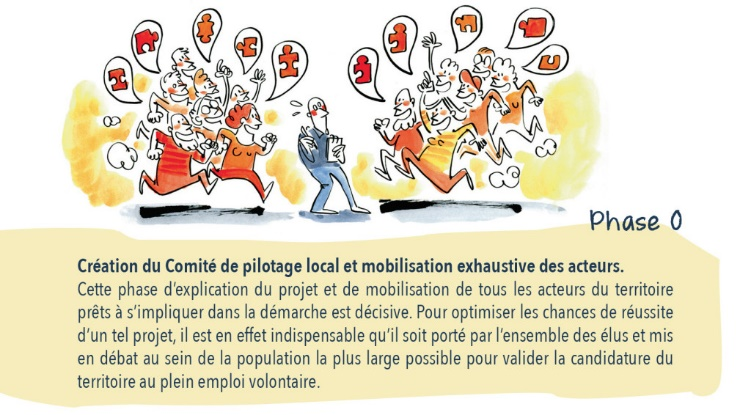 Phase 0
Création du Comité de pilotage local et mobilisation exhaustive des acteurs.
Cette phase d'explication du projet et de mobilisation de tous les acteurs du territoire
prêts à s'impliquer dans la démarche est décisive. Pour optimiser les chances de réussite
d'un tel projet, il est en effet indispensable qu'il soit porté par l'ensemble des élus et mis
en débat au sein de la population la plus large possible pour valider la candidature du
territoire au plein emploi volontaire.